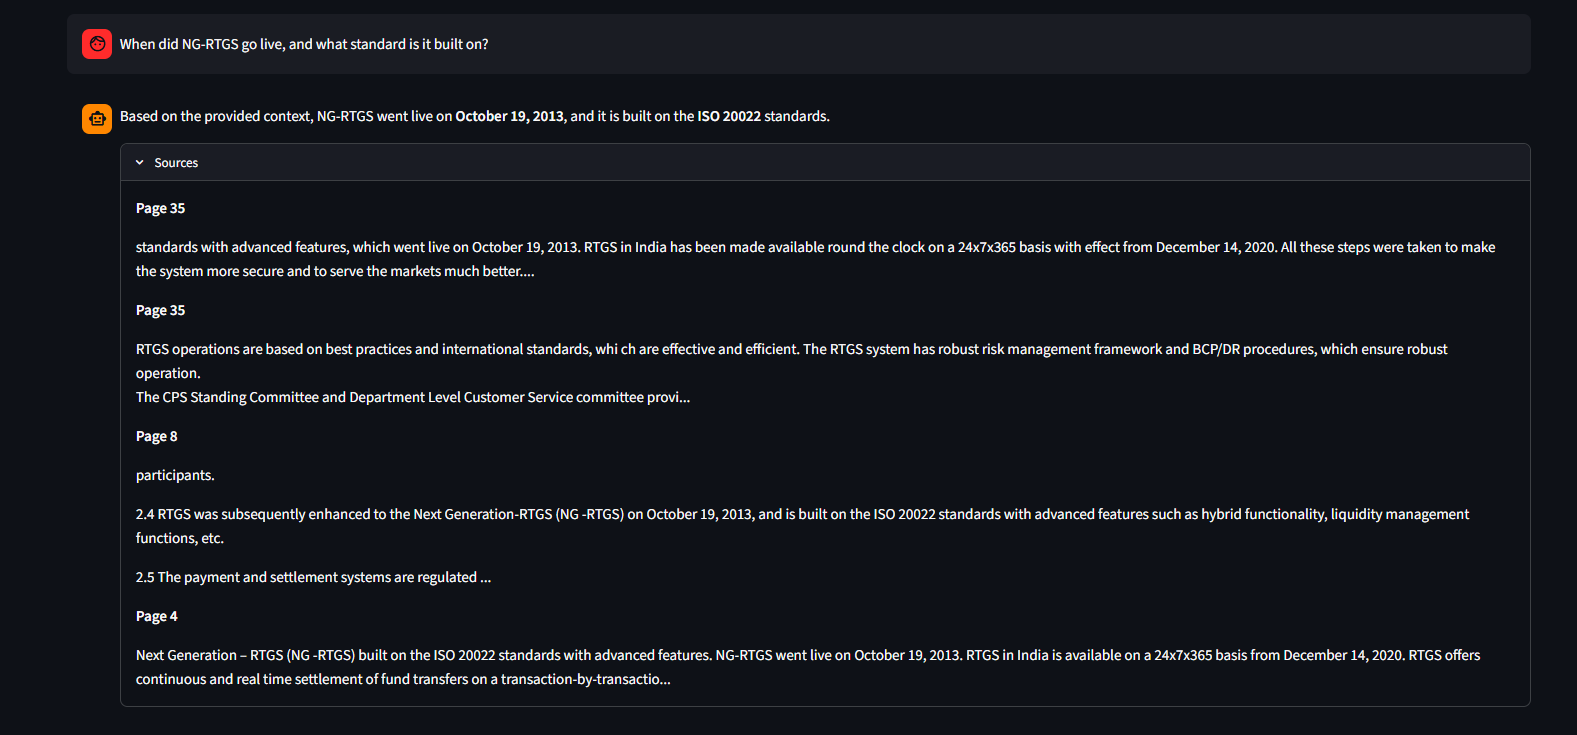 When did NG-RTGS go live, and what standard is it built on?
Based on the provided context, NG-RTGS went live on October 19, 2013, and it is built on the ISO 20022 standards.
Sources
Page 35
standards with advanced features, which went live on October 19, 2013. RTGS in India has been made available round the clock on a 24x7x365 basis with effect from December 14, 2020. All these steps were taken to make
the system more secure and to serve the markets much better....
Page 35
RTGS operations are based on best practices and international standards, whi ch are effective and efficient. The RTGS system has robust risk management framework and BCP/DR procedures, which ensure robust
operation.
The CPS Standing Committee and Department Level Customer Service committee provi...
Page 8
participants.
2.4 RTGS was subsequently enhanced to the Next Generation-RTGS (NG -RTGS) on October 19, 2013, and is built on the ISO 20022 standards with advanced features such as hybrid functionality, liquidity management
functions, etc.
2.5 The payment and settlement systems are regulated ...
Page 4
Next Generation – RTGS (NG -RTGS) built on the ISO 20022 standards with advanced features. NG-RTGS went live on October 19, 2013. RTGS in India is available on a 24x7x365 basis from December 14, 2020. RTGS offers
continuous and real time settlement of fund transfers on a transaction-by-transactio...